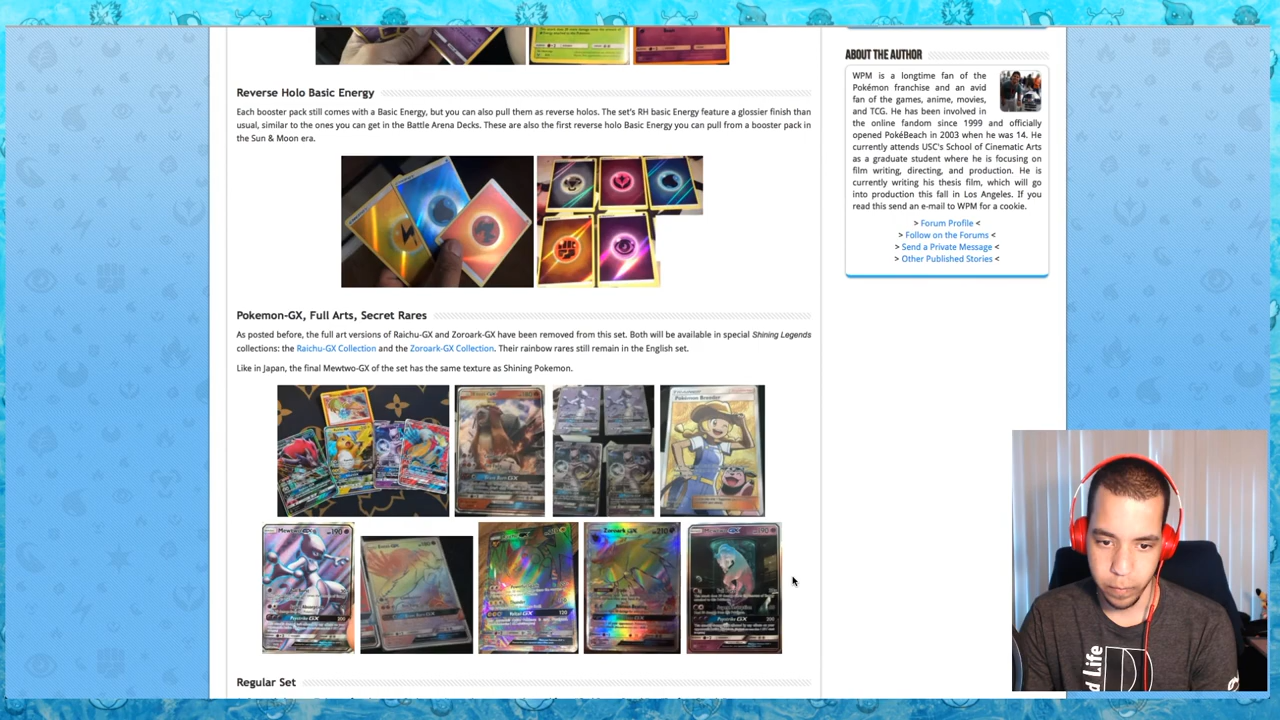 Reverse Holo Basic Energy
Each booster pack still comes with a Basic Energy, but you can also pull them as reverse holos. The set's RH basic Energy feature a glossier finish than
usual, similar to the ones you can get in the Battle Arena Decks. These are also the first reverse holo Basic Energy you can pull from a booster pack in
the Sun & Moon era.
Pokemon-GX, Full Arts, Secret Rares
As posted before, the full art versions of Raichu-GX and Zoroark-GX have been removed from this set. Both will be available in special Shining Legends
collections: the Raichu-GX Collection and the Zoroark-GX Collection. Their rainbow rares still remain in the English set.
Like in Japan, the final Mewtwo-GX of the set has the same texture as Shining Pokemon.
Pokémon Breeder
Mewtwo GX 190
Zoroark GX 210
190
Regular Set
ABOUT THE AUTHOR
WPM is a longtime fan of the
Pokémon franchise and an avid
fan of the games, anime, movies,
and TCG. He has been involved in
the online fandom since 1999 and officially
opened PokéBeach in 2003 when he was 14. He
currently attends USC's School of Cinematic Arts
as a graduate student where he is focusing on
film writing, directing, and production. He is
currently writing his thesis film, which will go
into production this fall in Los Angeles. If you
read this send an e-mail to WPM for a cookie.
> Forum Profile <
> Follow on the Forums <
> Send a Private Message <
> Other Published Stories <
d Life